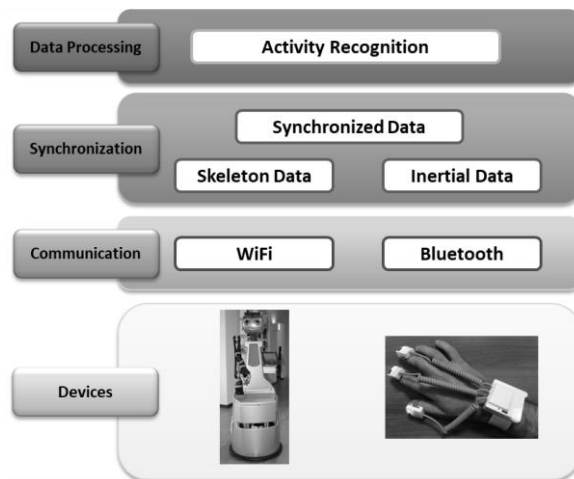 Data Processing
Activity Recognition
Synchronization
Synchronized Data
Skeleton Data
Inertial Data
Communication
WiFi
Bluetooth
Devices